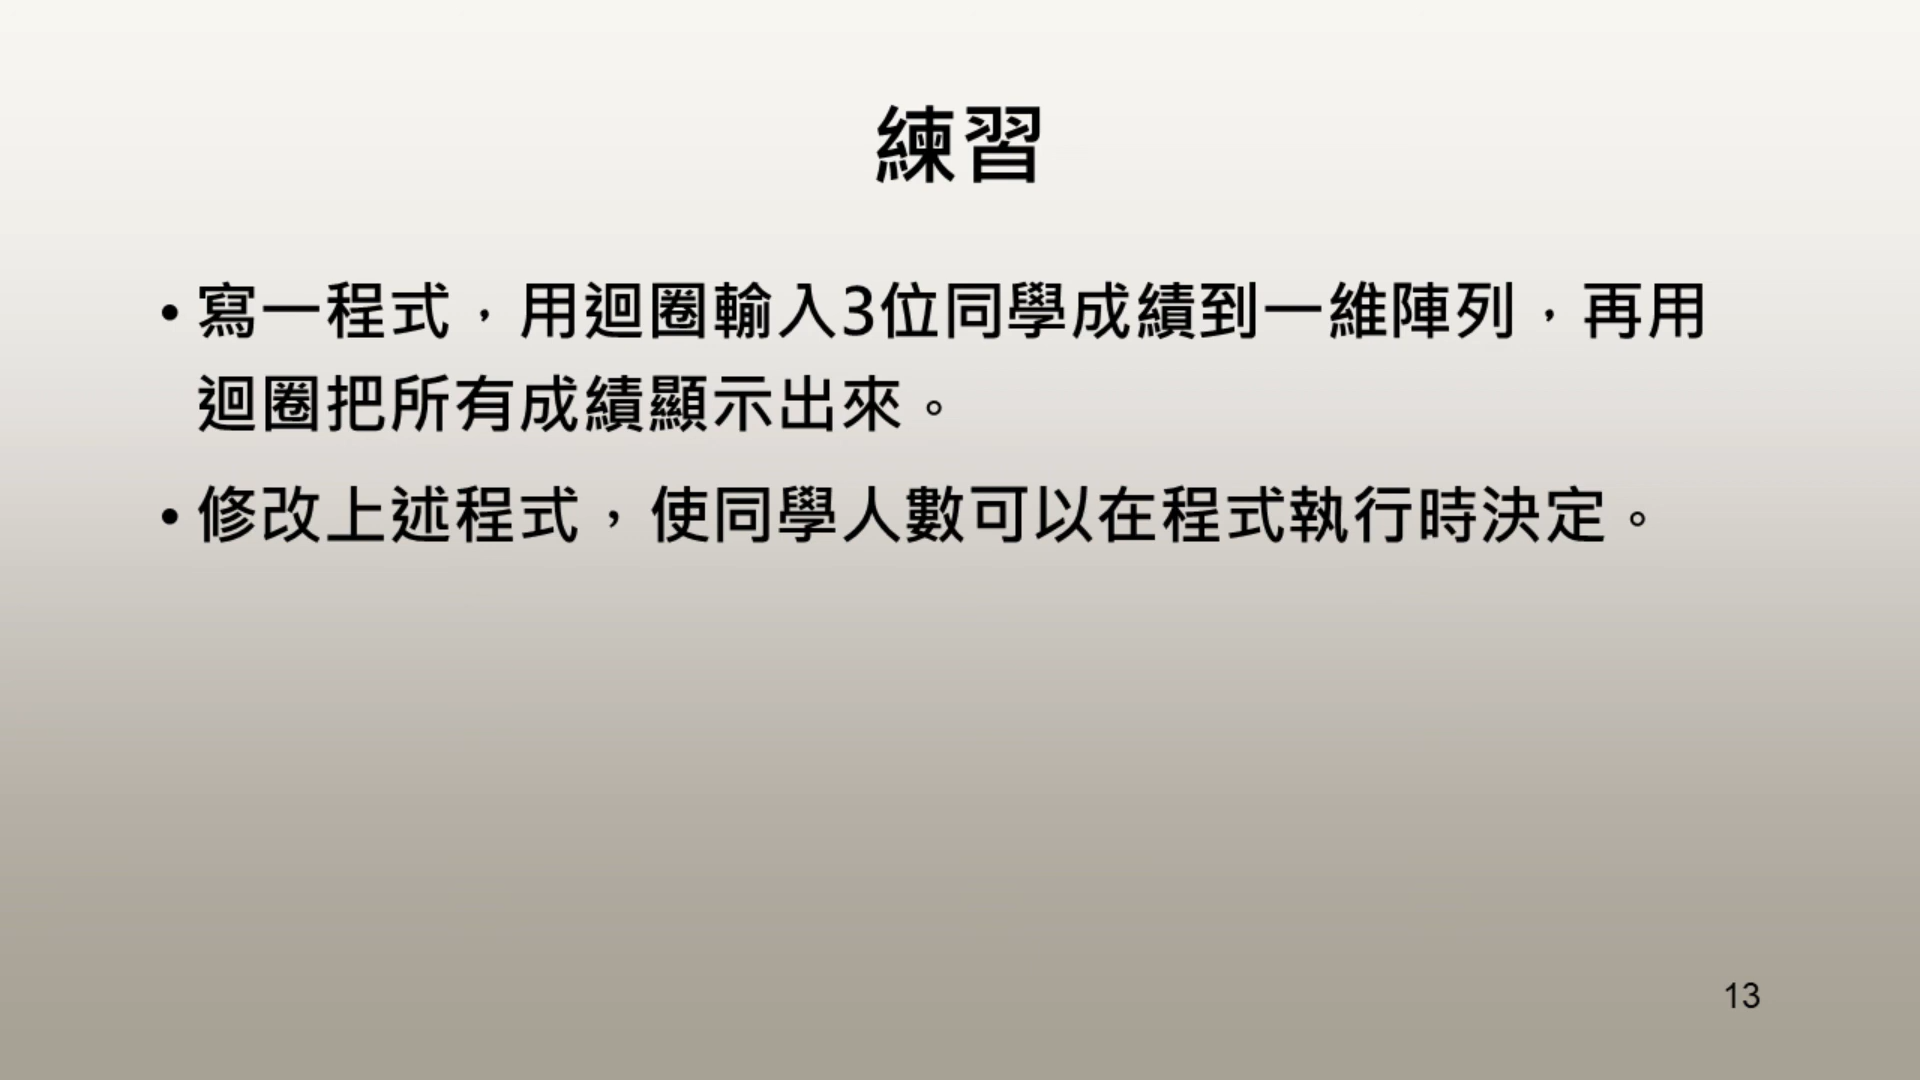 練習
• 寫一程式，用迴圈輸入3位同學成績到一維陣列，再用
迴圈把所有成績顯示出來。
• 修改上述程式，使同學人數可以在程式執行時決定。
13